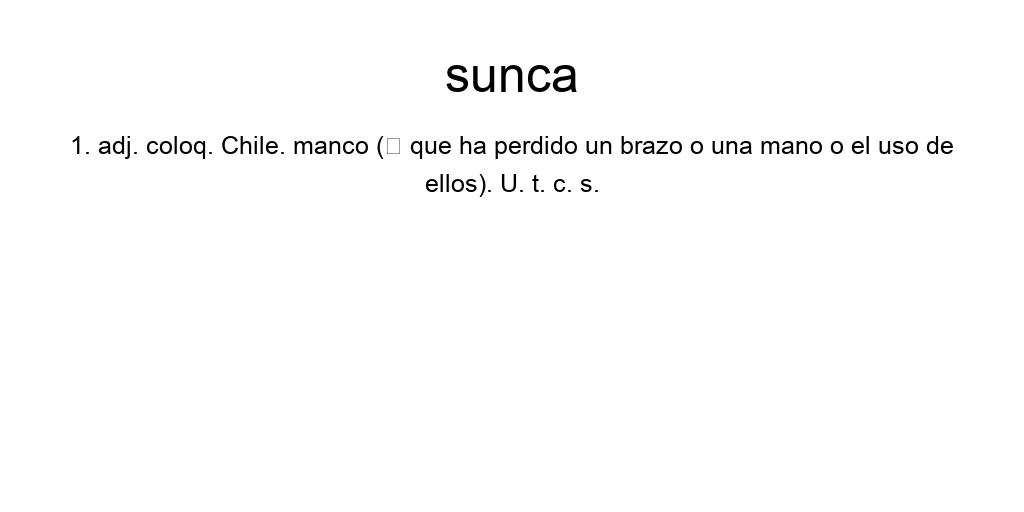 sunca
1. adj. coloq. Chile. manco (□ que ha perdido un brazo o una mano o el uso de
ellos). U. t. c. s.